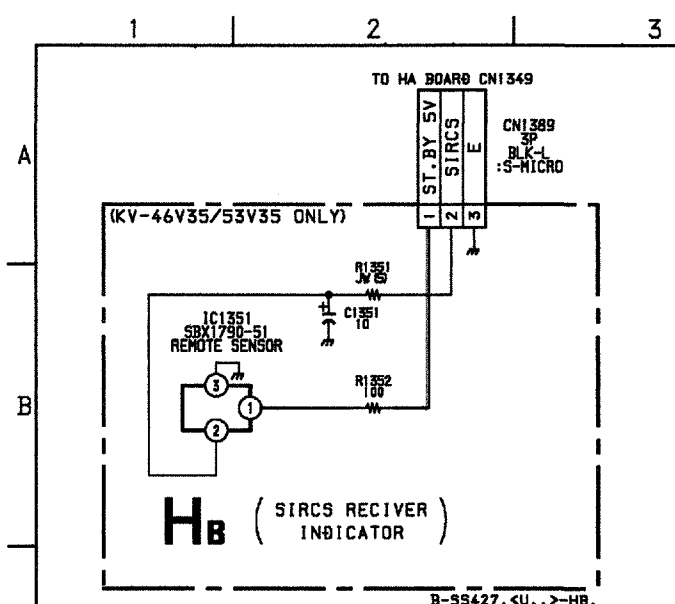 1 2 3
TO HA BOARD CN1349
ST.BY 5V
SIRCS
E
1 2 3
CN1389
3P
BLK-L
:S-MICRO
A
(KV-46V35/53V35 ONLY)
R1351
JW(5)
C1351
10
IC1351
SBX1790-51
REMOTE SENSOR
+
R1352
100
3
1
2
B
HB
( SIRCS RECIVER
INDICATOR )
B-SS427,<U..>-HB.